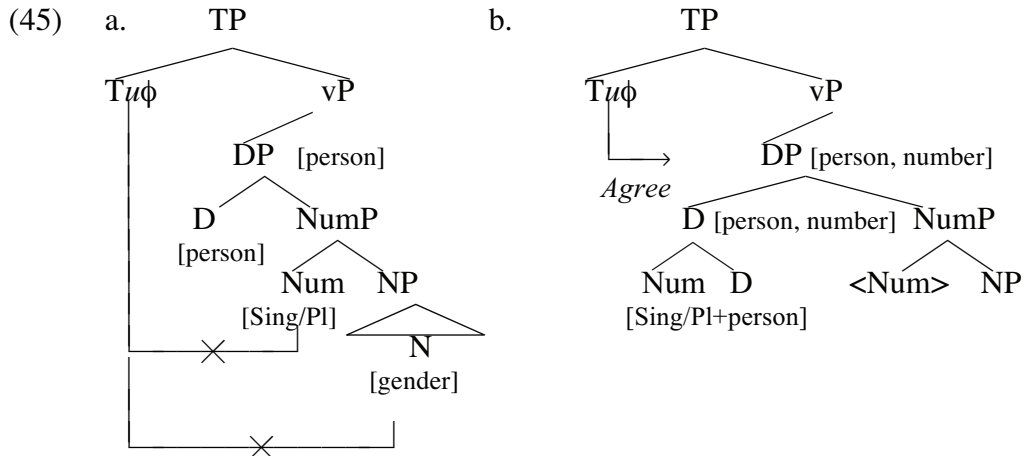 (45) a. TP b. TP
Tuϕ vP Tuϕ vP
DP [person] DP [person, number]
Agree
D NumP D [person, number] NumP
[person]
Num NP Num D <Num> NP
[Sing/Pl] [Sing/Pl+person]
N
[gender]